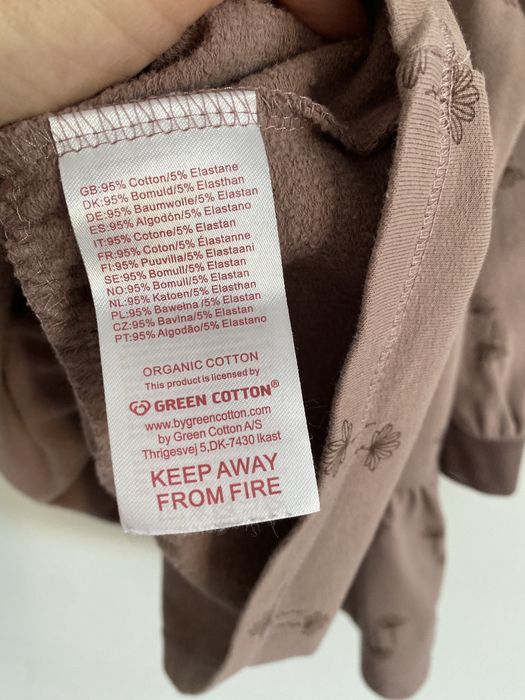 GB:95% Cotton/5% Elastane
DK:95% Bomuld/5% Elasthan
DE:95% Baumwolle/5% Elastan
ES:95% Algodón/5% Elastano
IT:95% Cotone/5% Elastan
FR:95% Coton/5% Élastanne
FI:95% Puuvilla/5% Elastaani
SE:95% Bomull/5% Elastan
NO:95% Bomull/5% Elastan
NL:95% Katoen/5% Elasthan
PL:95% Bawełna/5% Elastan
CZ:95% Bavlna/5% Elastan
PT:95% Algodão/5% Elastano
ORGANIC COTTON
This product is licensed by
GREEN COTTON®
www.bygreencotton.com
by Green Cotton A/S
Thrigesvej 5,DK-7430 Ikast
KEEP AWAY
FROM FIRE